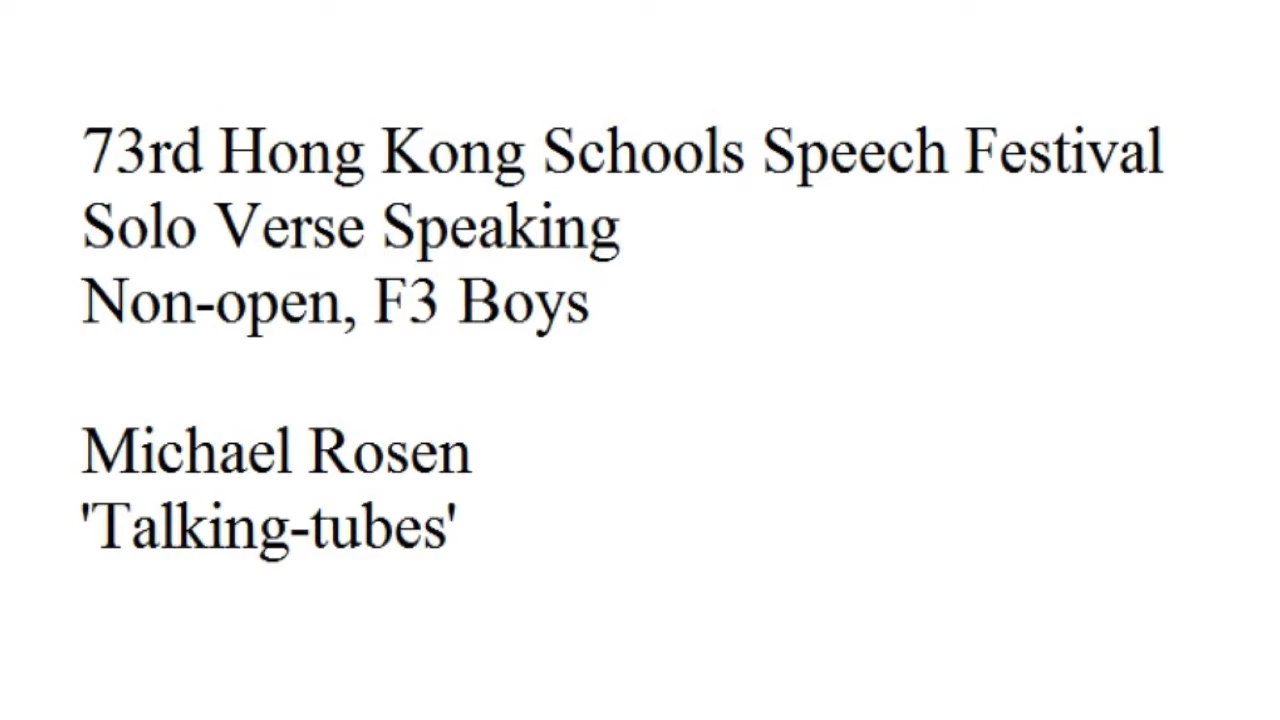 73rd Hong Kong Schools Speech Festival
Solo Verse Speaking
Non-open, F3 Boys
Michael Rosen
'Talking-tubes'